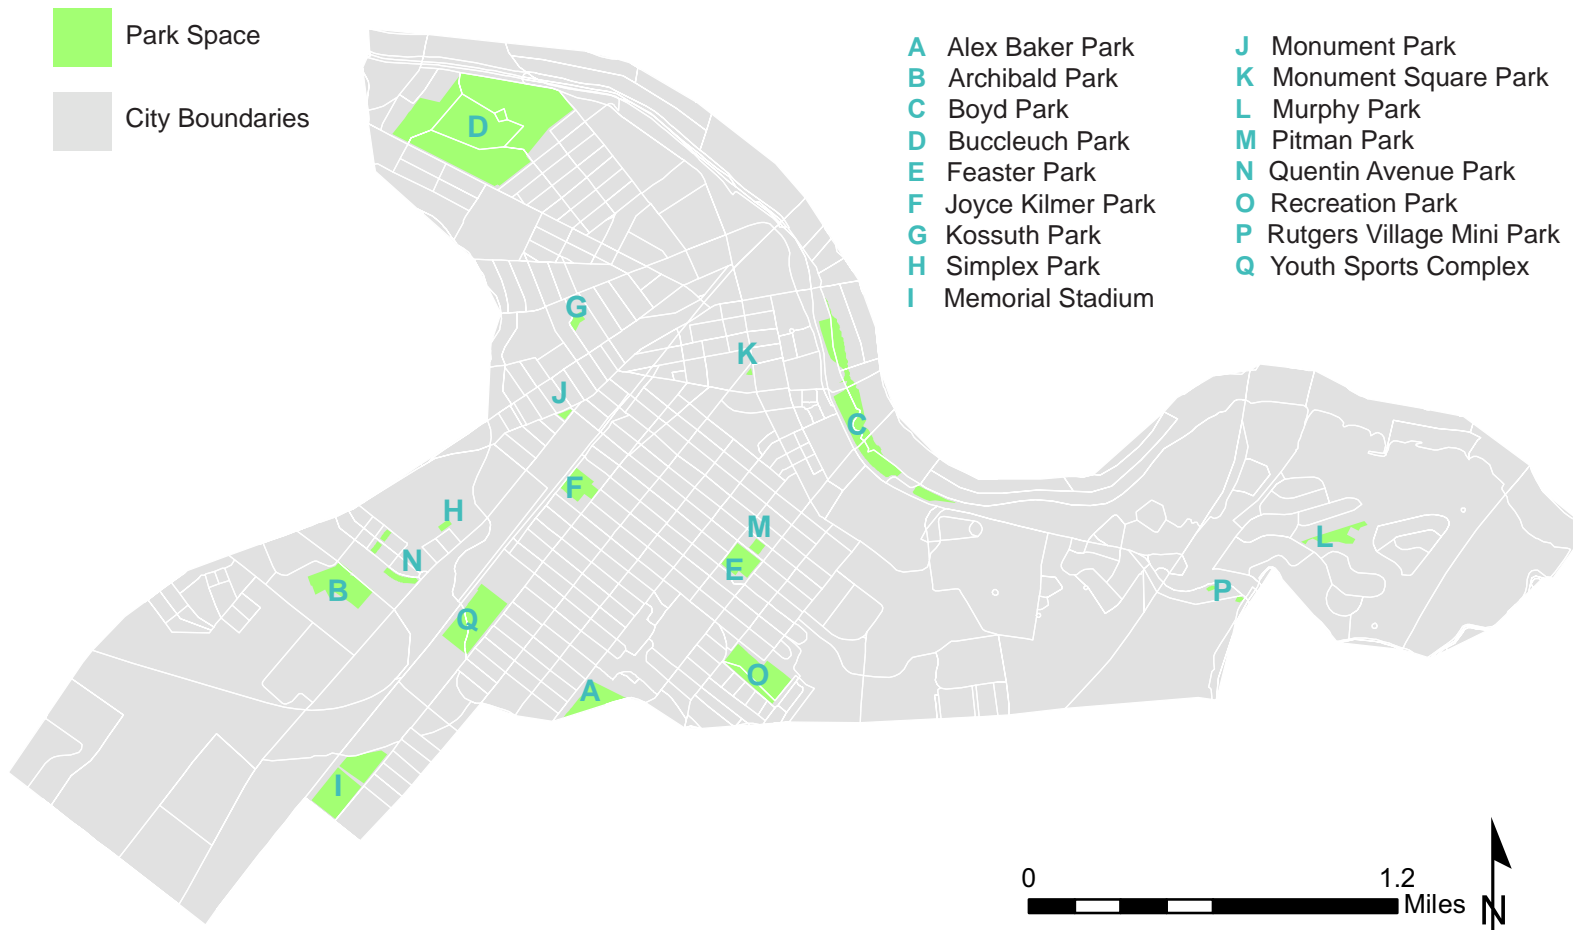 Park Space
City Boundaries
A Alex Baker Park
B Archibald Park
C Boyd Park
D Buccleuch Park
E Feaster Park
F Joyce Kilmer Park
G Kossuth Park
H Simplex Park
I Memorial Stadium
J Monument Park
K Monument Square Park
L Murphy Park
M Pitman Park
N Quentin Avenue Park
O Recreation Park
P Rutgers Village Mini Park
Q Youth Sports Complex
D
G
K
J
C
F
H
M
N
E
L
B
P
Q
O
A
I
0 1.2
Miles
N